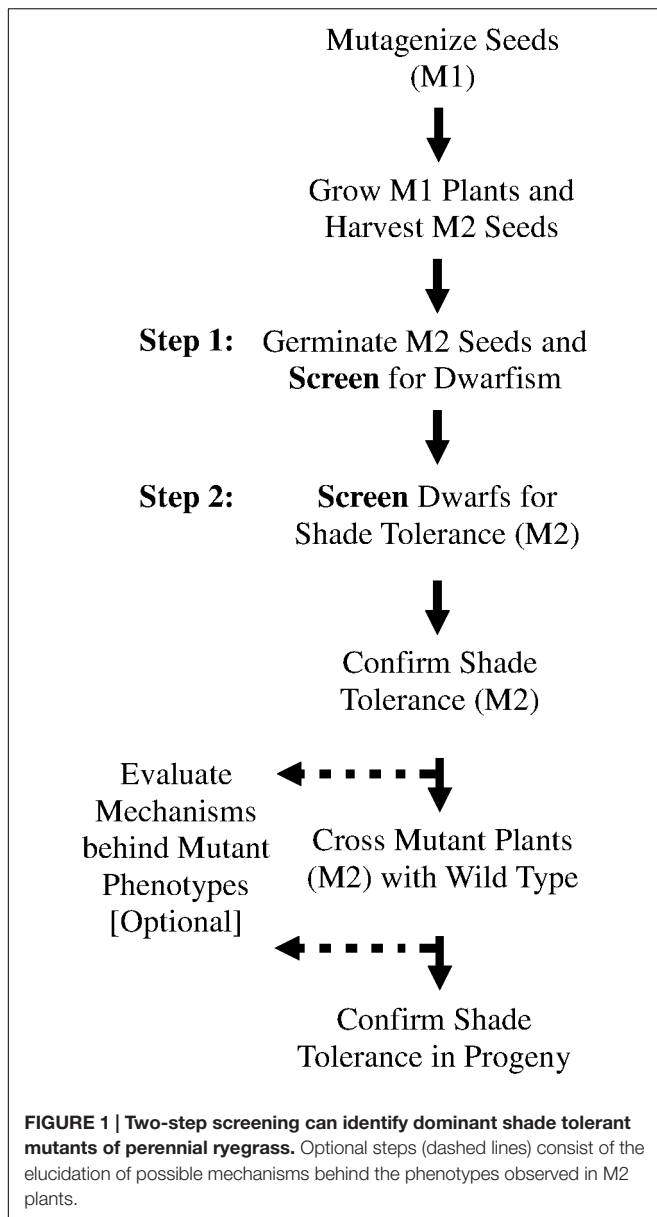 Mutagenize Seeds
(M1)
Grow M1 Plants and
Harvest M2 Seeds
Step 1: Germinate M2 Seeds and
Screen for Dwarfism
Step 2: Screen Dwarfs for
Shade Tolerance (M2)
Confirm Shade
Tolerance (M2)
Evaluate
Mechanisms
behind Mutant
Phenotypes
[Optional]
Cross Mutant Plants
(M2) with Wild Type
Confirm Shade
Tolerance in Progeny
FIGURE 1 | Two-step screening can identify dominant shade tolerant
mutants of perennial ryegrass. Optional steps (dashed lines) consist of the
elucidation of possible mechanisms behind the phenotypes observed in M2
plants.